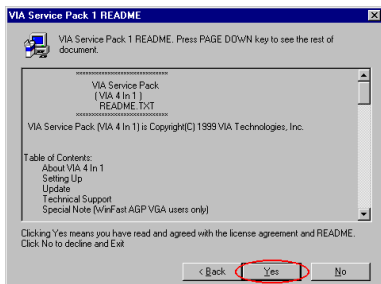 VIA Service Pack 1 README
VIA Service Pack 1 README. Press PAGE DOWN key to see the rest of
document.
VIA Service Pack
( VIA 4 In 1 )
README.TXT
VIA Service Pack (VIA 4 In 1) is Copyright(C) 1999 VIA Technologies, Inc.
Table of Contents:
About VIA 4 In 1
Setting Up
Update
Technical Support
Special Note (WinFast AGP VGA users only)
Clicking Yes means you have read and agreed with the license agreement and README.
Click No to decline and Exit
< Back
Yes
No